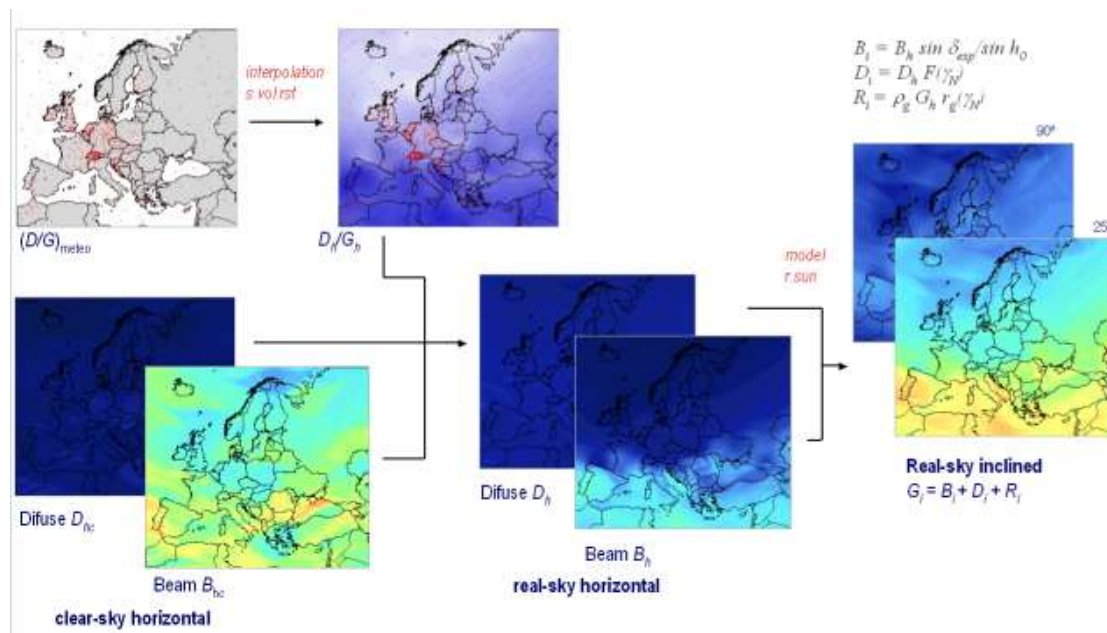 interpolation
s vol.rst
(D/G)meteo
Dh/Gh
Bi = Bh sin δexp/sin h0
Di = Dh F(γN)
Ri = ρg Gh rg(γN)
90º
25
model
r.sun
Difuse Dhc
Beam Bhc
clear-sky horizontal
Difuse Dh
Beam Bh
real-sky horizontal
Real-sky inclined
Gi = Bi + Di + Ri